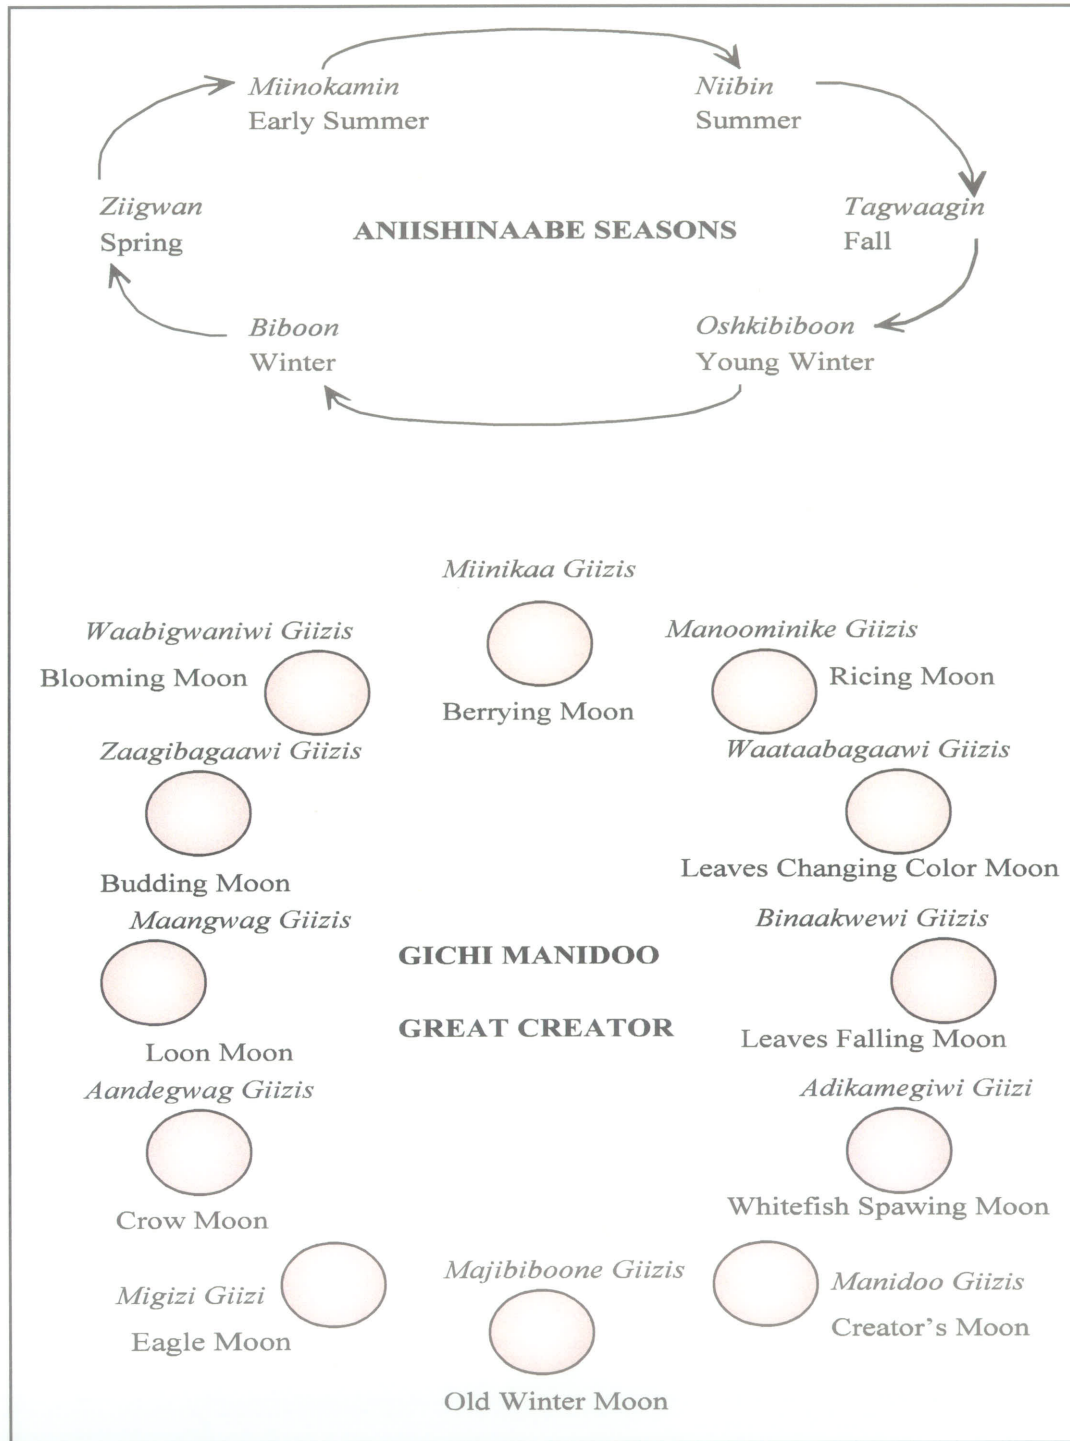 Miinokamin
Early Summer
Niibin
Summer
Ziigwan
Spring
ANIISHINAABE SEASONS
Tagwaagin
Fall
Biboon
Winter
Oshkibiboon
Young Winter
Miinikaa Giizis
Berrying Moon
Waabigwaniwi Giizis
Blooming Moon
Manoominike Giizis
Ricing Moon
Zaagibagaawi Giizis
Budding Moon
Waataabagaawi Giizis
Leaves Changing Color Moon
Maangwag Giizis
Loon Moon
GICHI MANIDOO
GREAT CREATOR
Binaakwewi Giizis
Leaves Falling Moon
Aandegwag Giizis
Crow Moon
Adikamegiwi Giizi
Whitefish Spawing Moon
Migizi Giizi
Eagle Moon
Majibiboone Giizis
Old Winter Moon
Manidoo Giizis
Creator's Moon